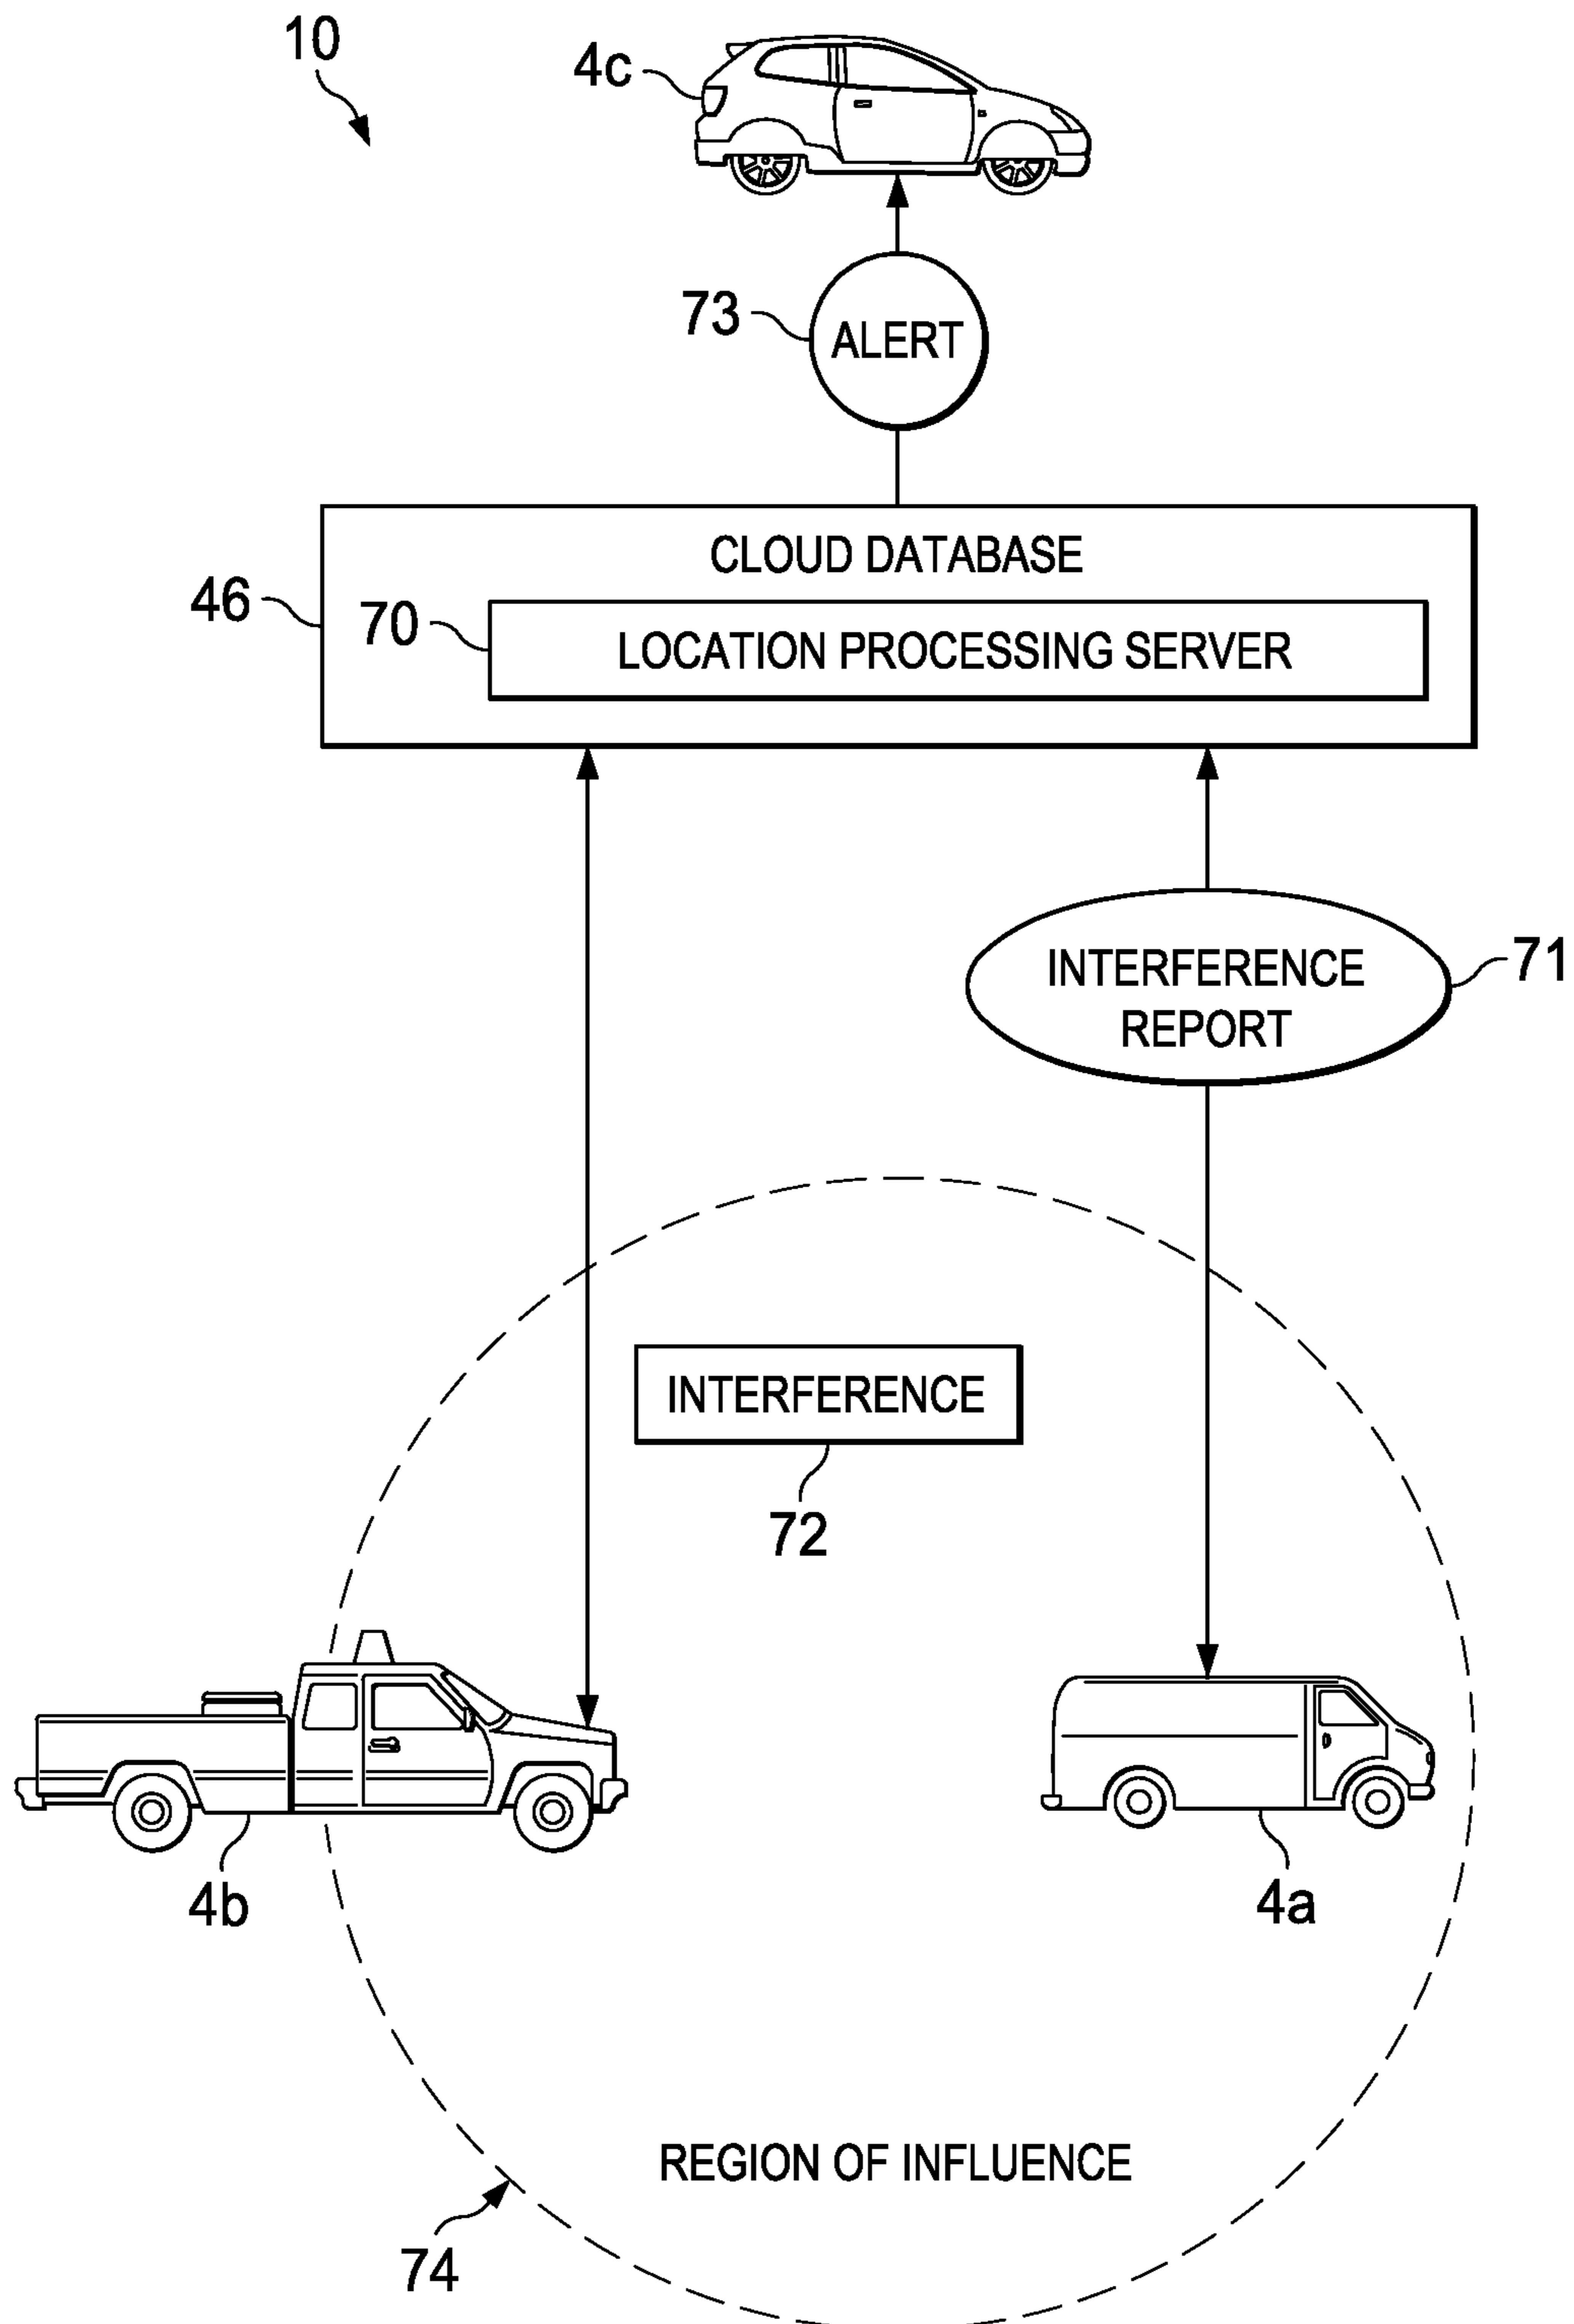 10
4c
73
ALERT
CLOUD DATABASE
46
70
LOCATION PROCESSING SERVER
INTERFERENCE
REPORT
71
INTERFERENCE
72
4b
4a
REGION OF INFLUENCE
74